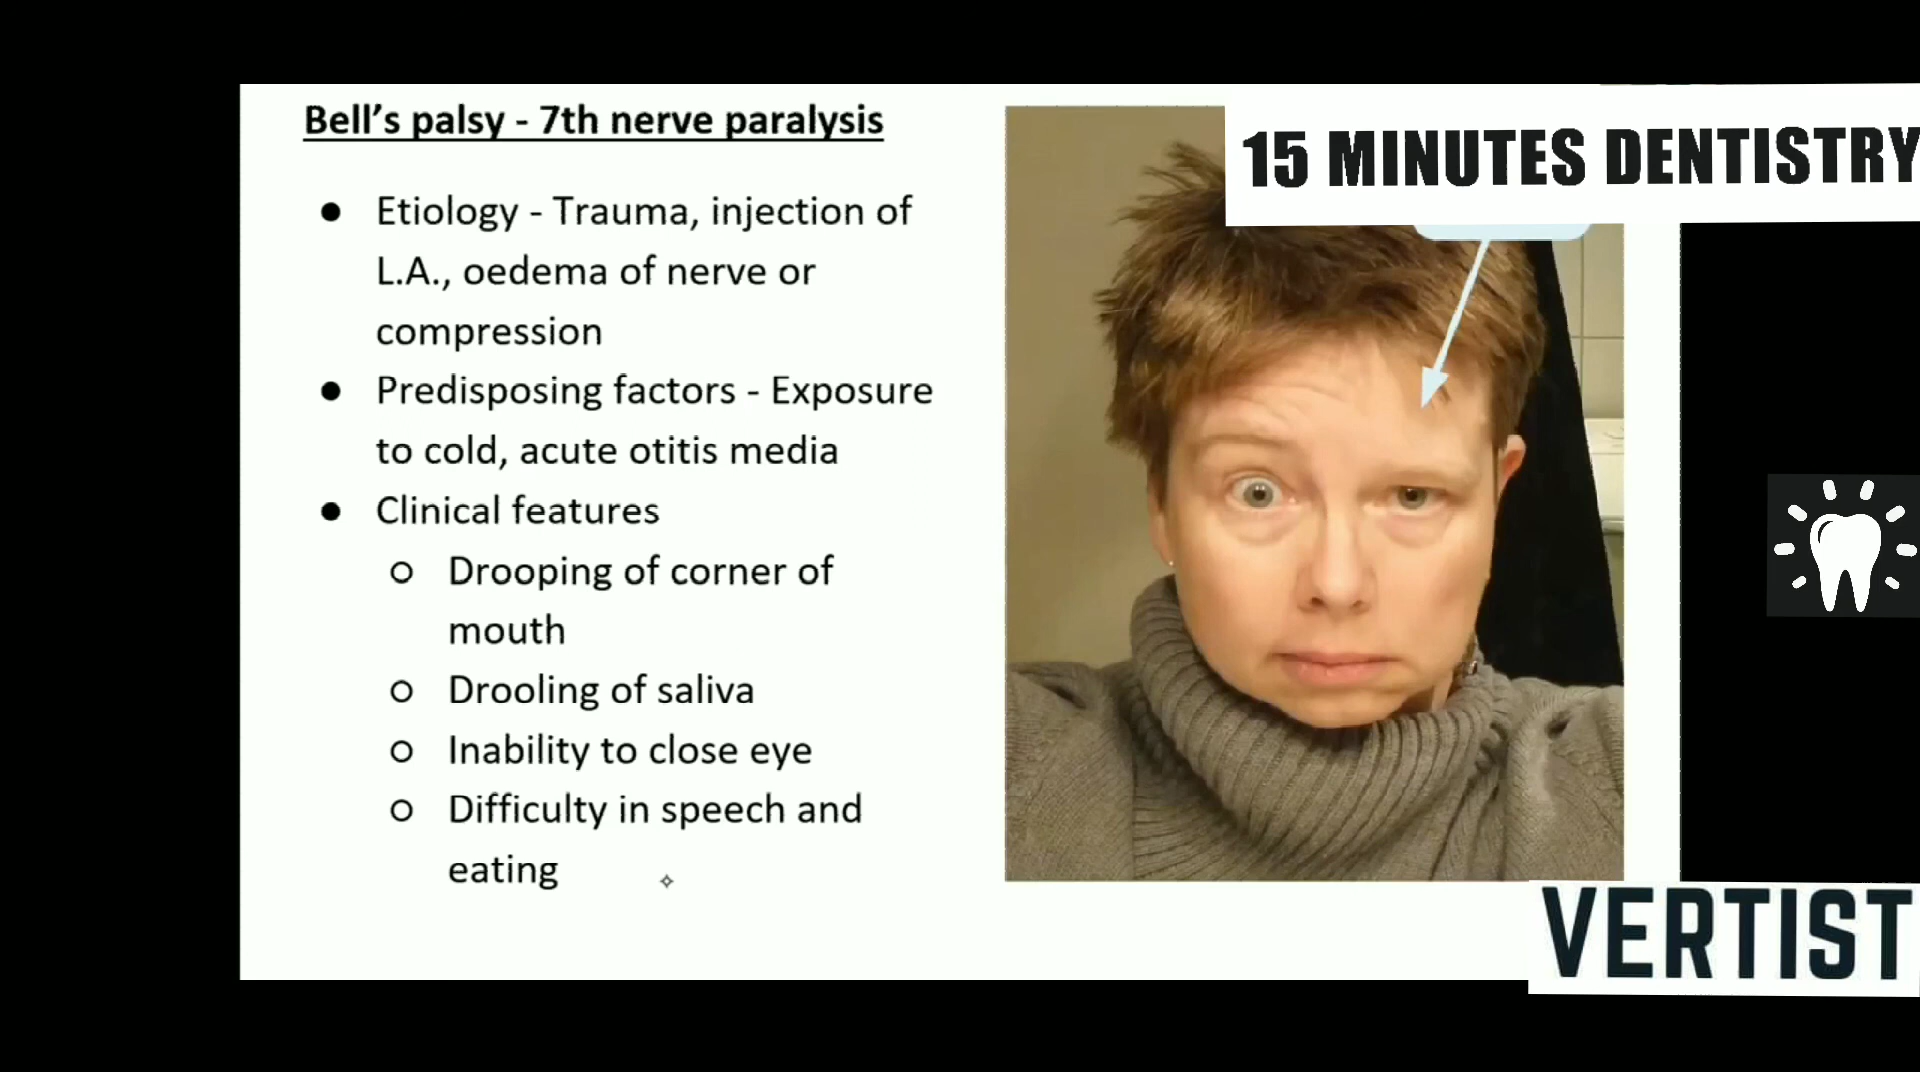 Bell's palsy - 7th nerve paralysis
● Etiology - Trauma, injection of
L.A., oedema of nerve or
compression
● Predisposing factors - Exposure
to cold, acute otitis media
● Clinical features
○ Drooping of corner of
mouth
○ Drooling of saliva
○ Inability to close eye
○ Difficulty in speech and
eating
15 MINUTES DENTISTRY
VERTIST